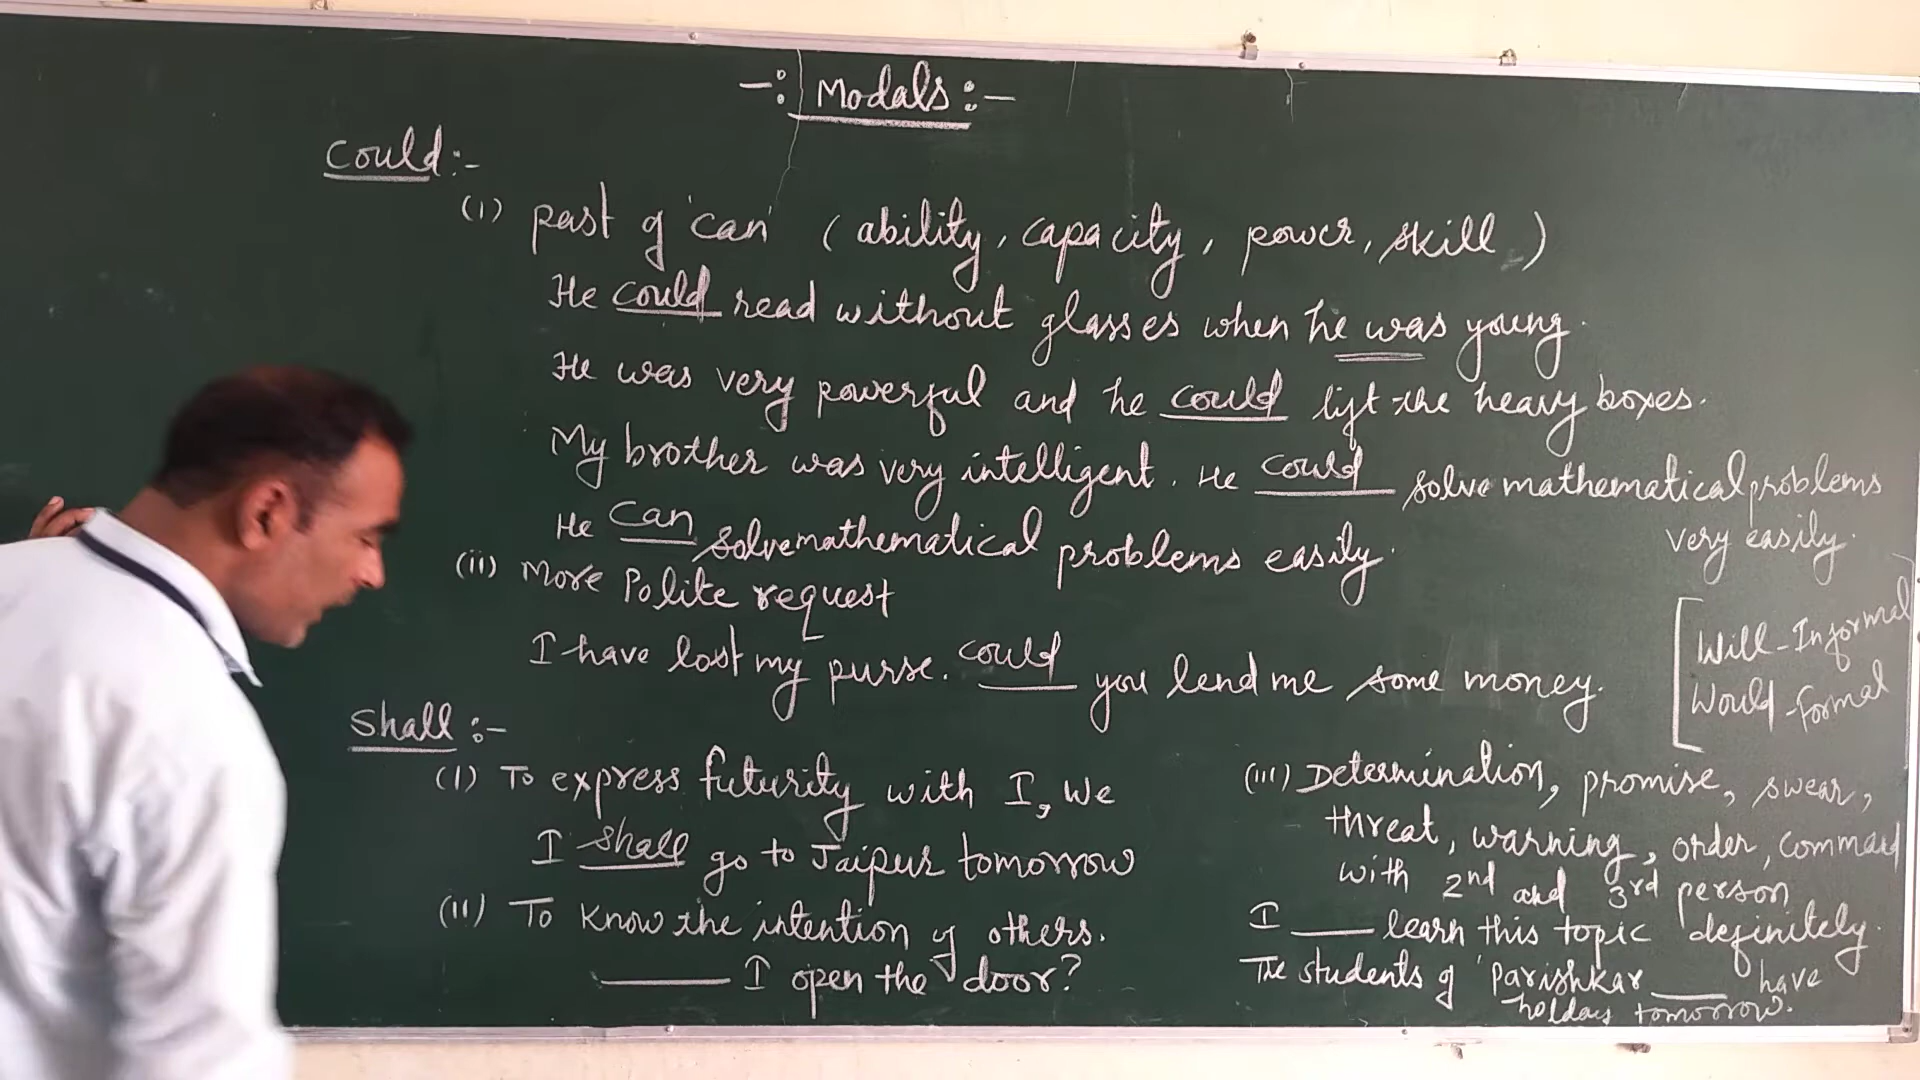 -: Modals :-
Could :-
(i) past of 'can' (ability, capacity, power, skill)
He could read without glasses when he was young.
He was very powerful and he could lift the heavy boxes.
My brother was very intelligent. He could solve mathematical problems
very easily.
He can solve mathematical problems easily.
(ii) More Polite request
I have lost my purse. could you lend me some money.
[Will - Informal
Would - Formal
Shall :-
(I) To express futurity with I, We
I shall go to Jaipur tomorrow
(II) To Know the intention of others.
____ I open the door?
(III) Determination, promise, swear,
threat, warning, order, command
with 2nd and 3rd person
I ____ learn this topic definitely.
The students of 'Parishkar ____ have
holdays tomorrow.